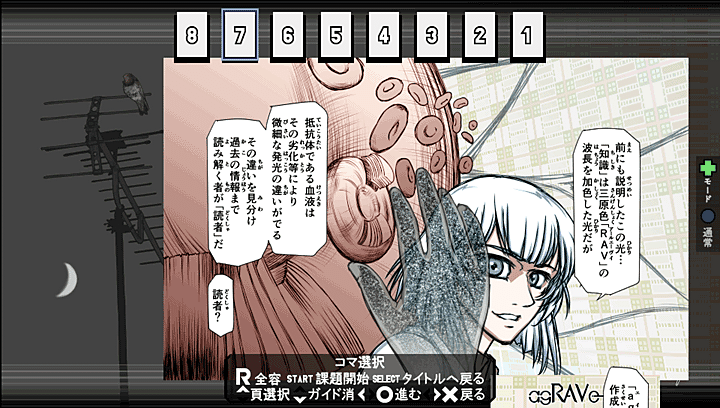 8 7 6 5 4 3 2 1
前にも説明したこの光…
「知識」は三原色「RAV」の
波長を加色した光だが
抵抗体である血液は
その劣化等により
微細な発光の違いがでる
その違いを見分け
過去の情報まで
読み解く者が「読者」だ
読者?
モード
通常
コマ選択
R 全容 START 課題開始 SELECT タイトルへ戻る
頁選択 ガイド消 ○進む ×戻る
agRAVe
作成